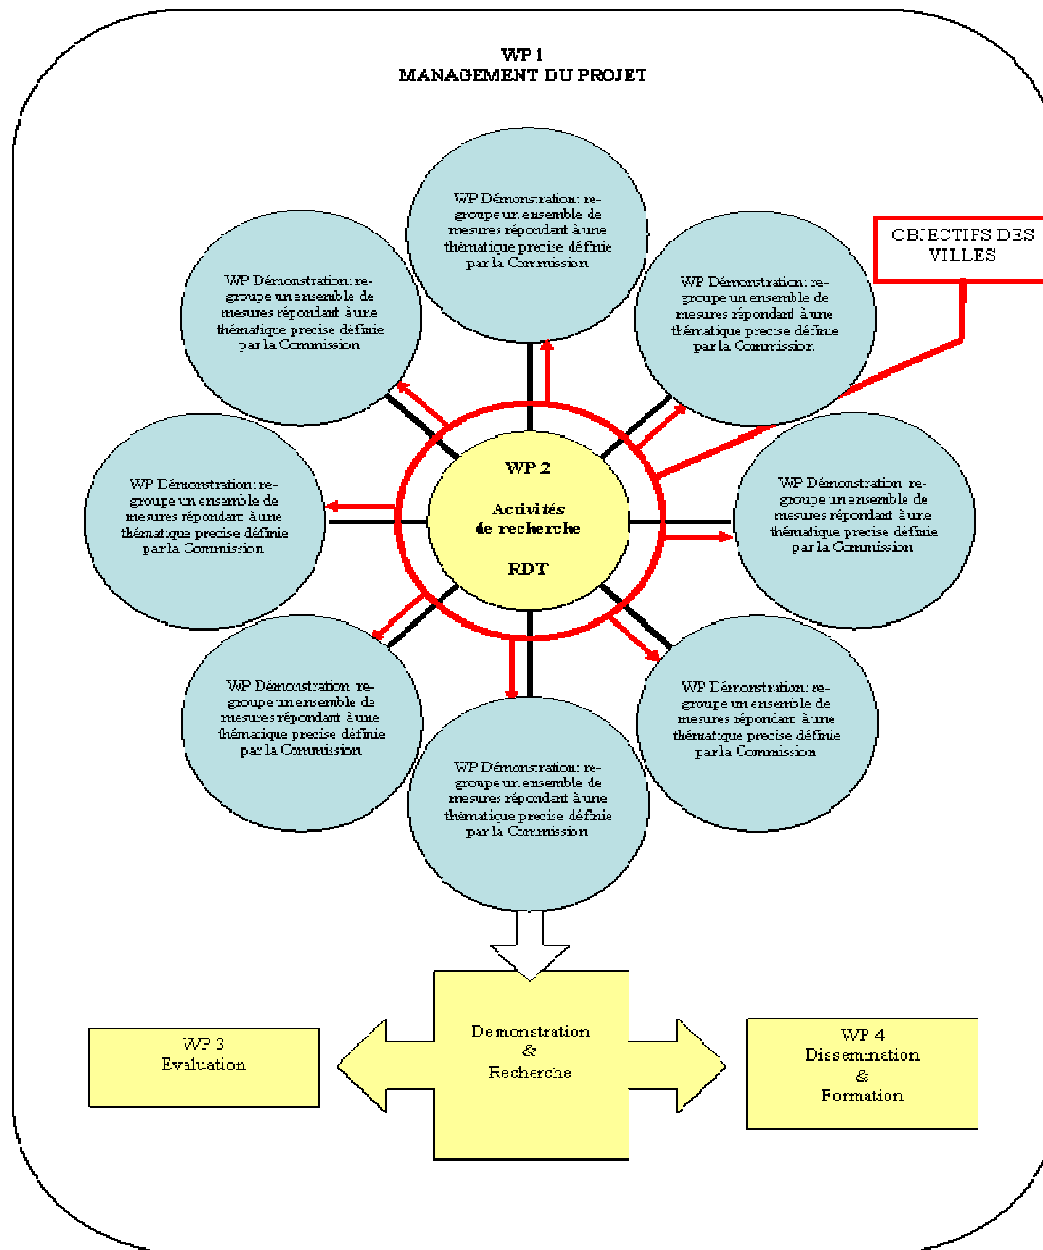 WP 1
MANAGEMENT DU PROJET
WP Démonstration: re-
groupe un ensemble de
mesures répondant à une
thématique precise définie
par la Commission
OBJECTIFS DES
VILLES
WP Démonstration: re-
groupe un ensemble de
mesures répondant à une
thématique precise définie
par la Commission
WP Démonstration: re-
groupe un ensemble de
mesures répondant à une
thématique precise définie
par la Commission
WP Démonstration: re-
groupe un ensemble de
mesures répondant à une
thématique precise définie
par la Commission
WP 2
Activités
de recherche
RDT
WP Démonstration: re-
groupe un ensemble de
mesures répondant à une
thématique precise définie
par la Commission
WP Démonstration: re-
groupe un ensemble de
mesures répondant à une
thématique precise définie
par la Commission
WP Démonstration: re-
groupe un ensemble de
mesures répondant à une
thématique precise définie
par la Commission
WP Démonstration: re-
groupe un ensemble de
mesures répondant à une
thématique precise définie
par la Commission
WP 3
Evaluation
Demonstration
&
Recherche
WP 4
Dissemination
&
Formation